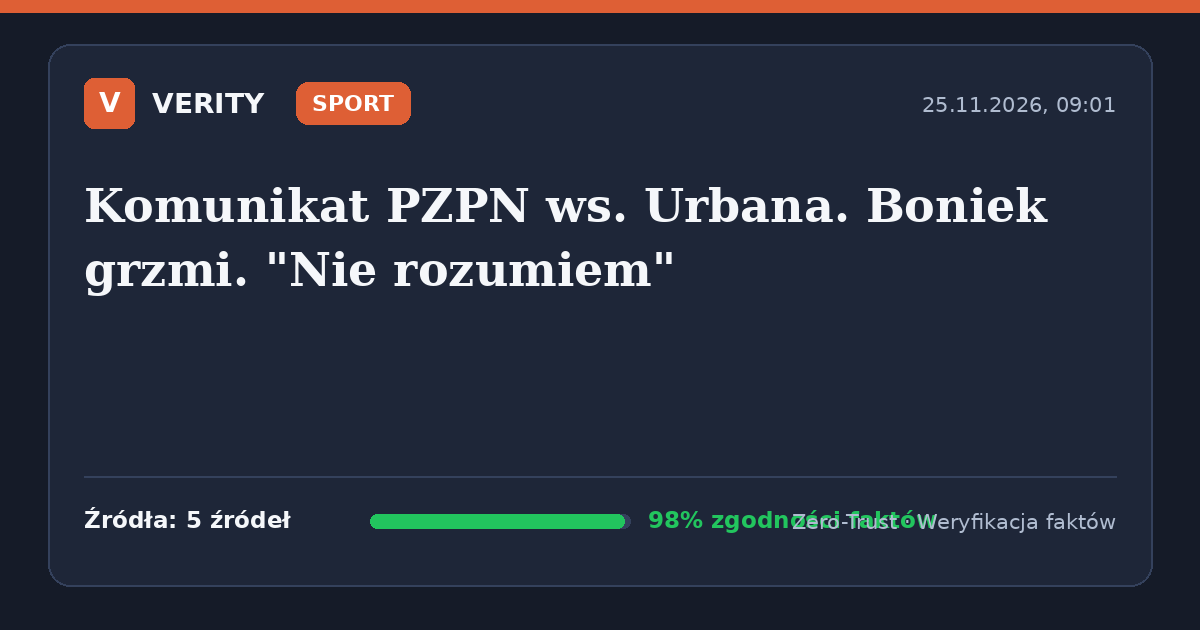 V VERITY SPORT 25.11.2026, 09:01
Komunikat PZPN ws. Urbana. Boniek
grzmi. "Nie rozumiem"
Źródła: 5 źródeł 98% zgodności faktów Zero-Trust · Weryfikacja faktów